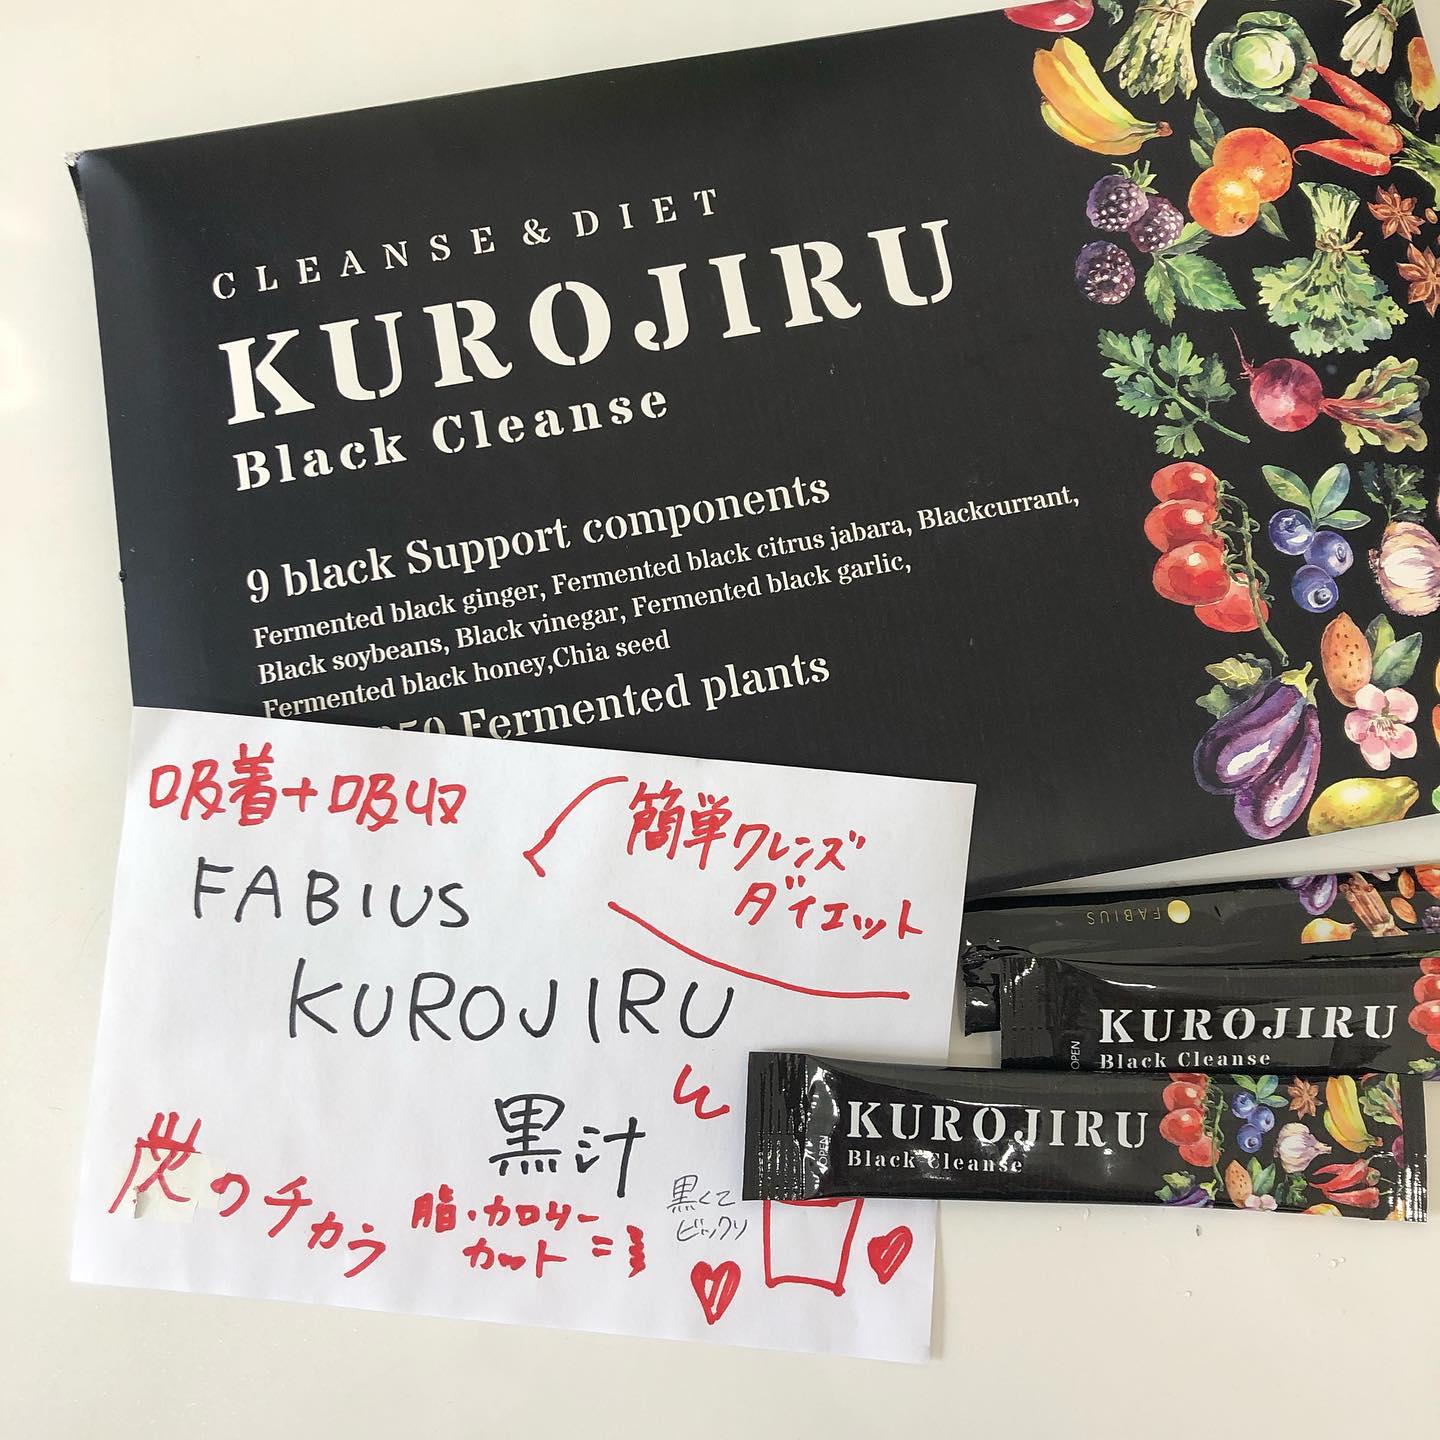 CLEANSE & DIET
KUROJIRU
Black Cleanse
9 black Support components
Fermented black ginger, Fermented black citrus jabara, Blackcurrant,
Black soybeans, Black vinegar, Fermented black garlic,
Fermented black honey,Chia seed
Fermented plants
吸着+吸収
簡単クレンズ
ダイエット
FABIUS
KUROJIRU
黒汁
炭のチカラ
脂・カロリー
カット
黒くて
ビックリ
FABIUS
OPEN
KUROJIRU
Black Cleanse
OPEN
KUROJIRU
Black Cleanse